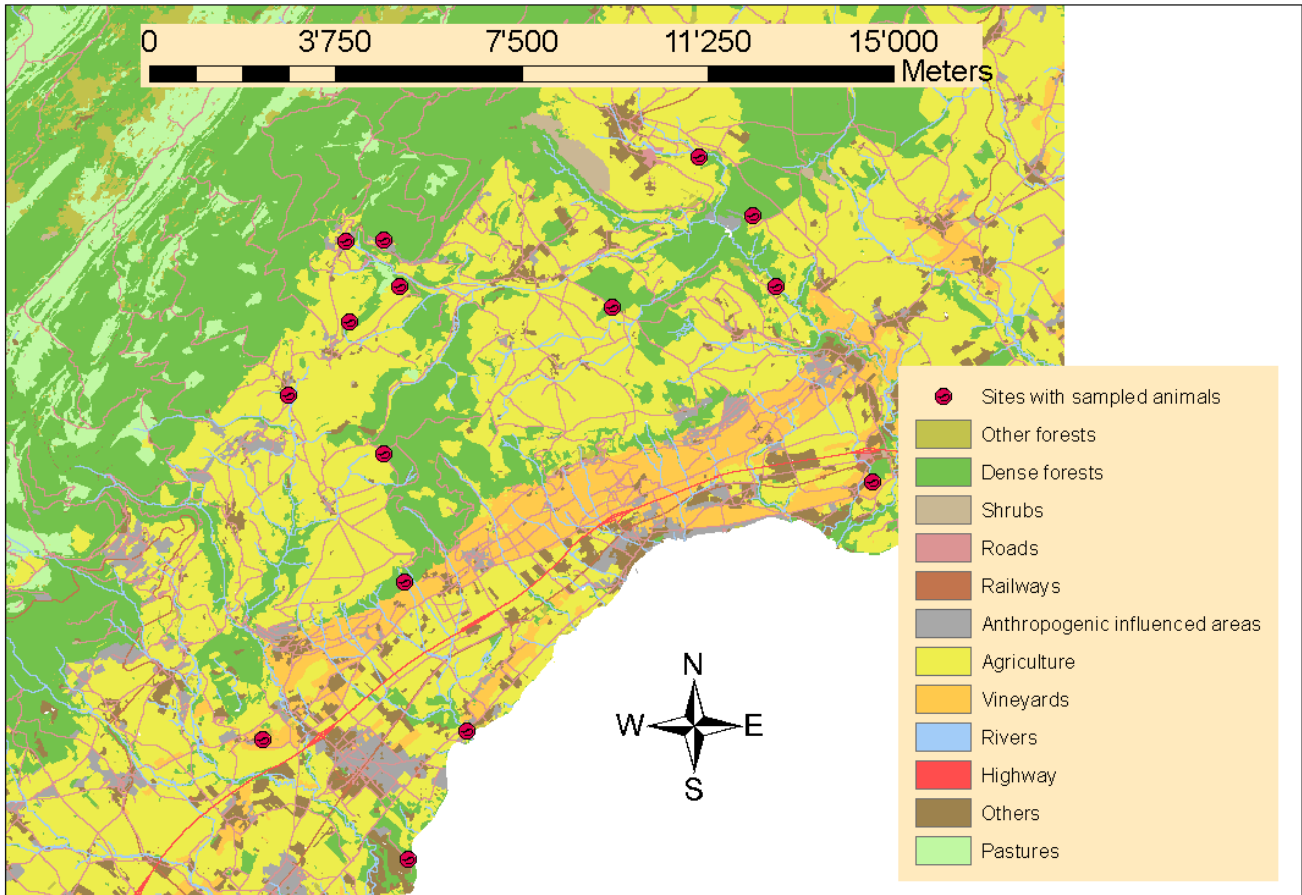 0 3'750 7'500 11'250 15'000
Meters
Sites with sampled animals
Other forests
Dense forests
Shrubs
Roads
Railways
Anthropogenic influenced areas
Agriculture
Vineyards
Rivers
Highway
Others
Pastures
N
W E
S